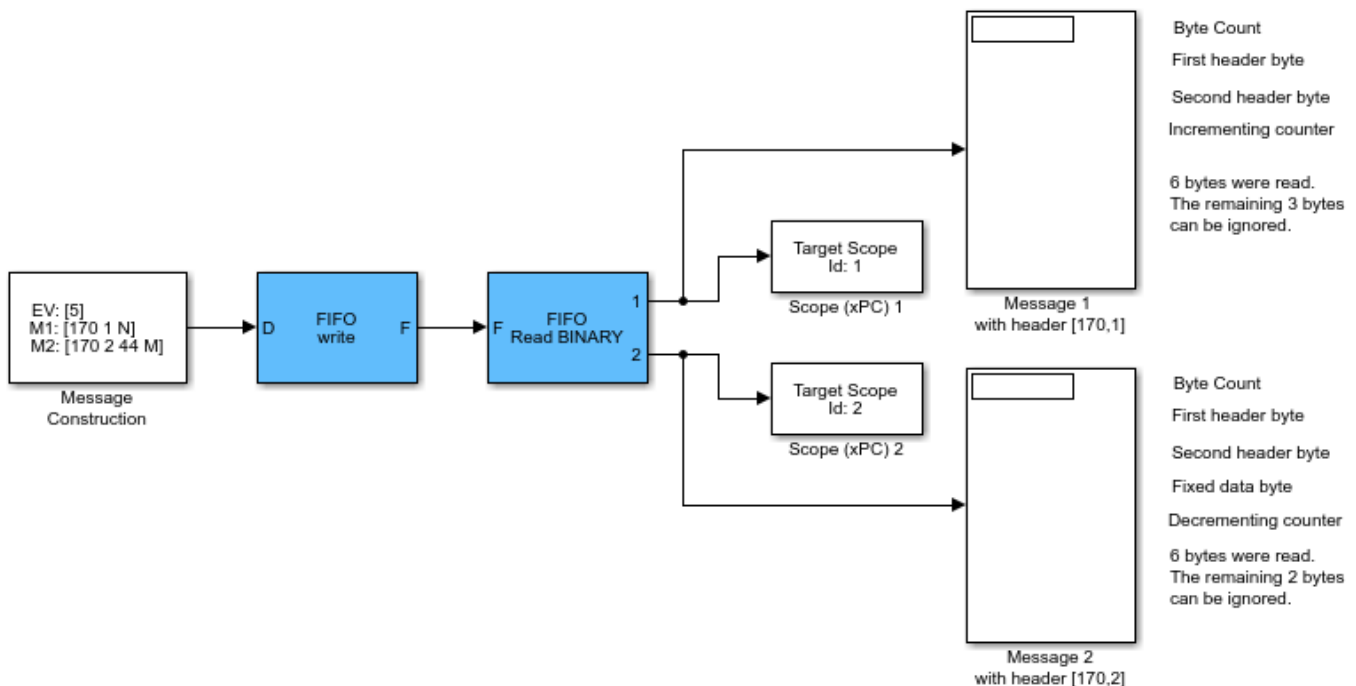 EV: [5]
M1: [170 1 N]
M2: [170 2 44 M]
Message
Construction
D
FIFO
write
F
F
FIFO
Read BINARY
1
2
Target Scope
Id: 1
Scope (xPC) 1
Target Scope
Id: 2
Scope (xPC) 2
Message 1
with header [170,1]
Byte Count
First header byte
Second header byte
Incrementing counter
6 bytes were read.
The remaining 3 bytes
can be ignored.
Message 2
with header [170,2]
Byte Count
First header byte
Second header byte
Fixed data byte
Decrementing counter
6 bytes were read.
The remaining 2 bytes
can be ignored.